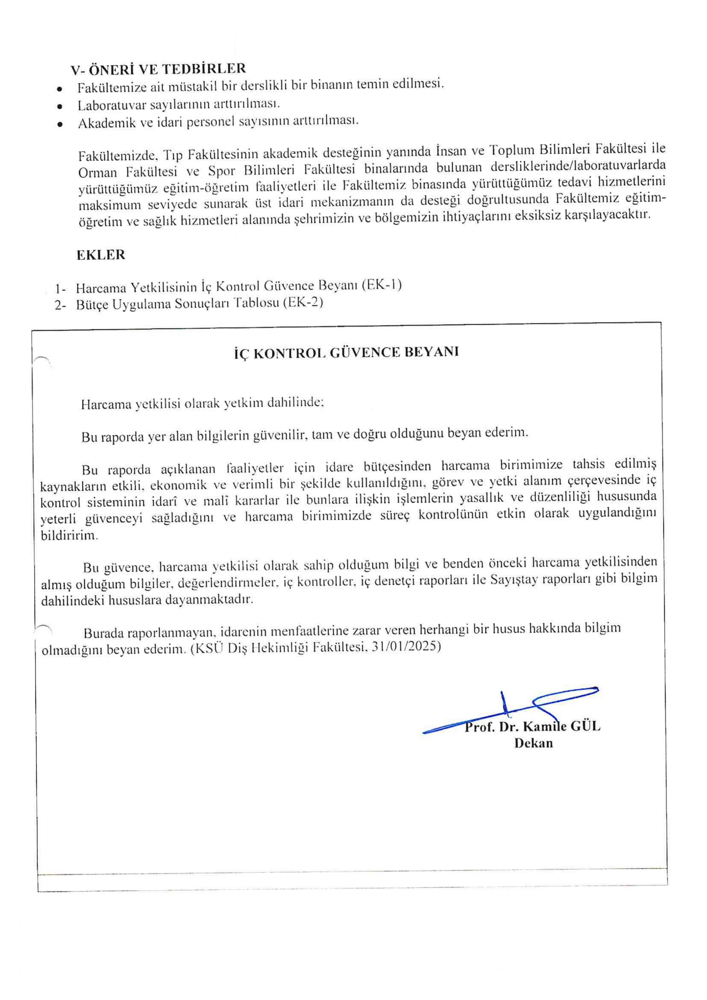 V- ÖNERİ VE TEDBİRLER
• Fakültemize ait müstakil bir derslikli bir binanın temin edilmesi.
• Laboratuvar sayılarının arttırılması.
• Akademik ve idari personel sayısının arttırılması.
Fakültemizde, Tıp Fakültesinin akademik desteğinin yanında İnsan ve Toplum Bilimleri Fakültesi ile
Orman Fakültesi ve Spor Bilimleri Fakültesi binalarında bulunan dersliklerinde/laboratuvarlarda
yürüttüğümüz eğitim-öğretim faaliyetleri ile Fakültemiz binasında yürüttüğümüz tedavi hizmetlerini
maksimum seviyede sunarak üst idari mekanizmanın da desteği doğrultusunda Fakültemiz eğitim-
öğretim ve sağlık hizmetleri alanında şehrimizin ve bölgemizin ihtiyaçlarını eksiksiz karşılayacaktır.
EKLER
1- Harcama Yetkilisinin İç Kontrol Güvence Beyanı (EK-1)
2- Bütçe Uygulama Sonuçları Tablosu (EK-2)
İÇ KONTROL GÜVENCE BEYANI
Harcama yetkilisi olarak yetkim dahilinde;
Bu raporda yer alan bilgilerin güvenilir, tam ve doğru olduğunu beyan ederim.
Bu raporda açıklanan faaliyetler için idare bütçesinden harcama birimimize tahsis edilmiş
kaynakların etkili, ekonomik ve verimli bir şekilde kullanıldığını, görev ve yetki alanım çerçevesinde iç
kontrol sisteminin idarî ve malî kararlar ile bunlara ilişkin işlemlerin yasallık ve düzenliliği hususunda
yeterli güvenceyi sağladığını ve harcama birimimizde süreç kontrolünün etkin olarak uygulandığını
bildiririm.
Bu güvence, harcama yetkilisi olarak sahip olduğum bilgi ve benden önceki harcama yetkilisinden
almış olduğum bilgiler, değerlendirmeler, iç kontroller, iç denetçi raporları ile Sayıştay raporları gibi bilgim
dahilindeki hususlara dayanmaktadır.
Burada raporlanmayan, idarenin menfaatlerine zarar veren herhangi bir husus hakkında bilgim
olmadığını beyan ederim. (KSÜ Diş Hekimliği Fakültesi, 31/01/2025)
Prof. Dr. Kamile GÜL
Dekan